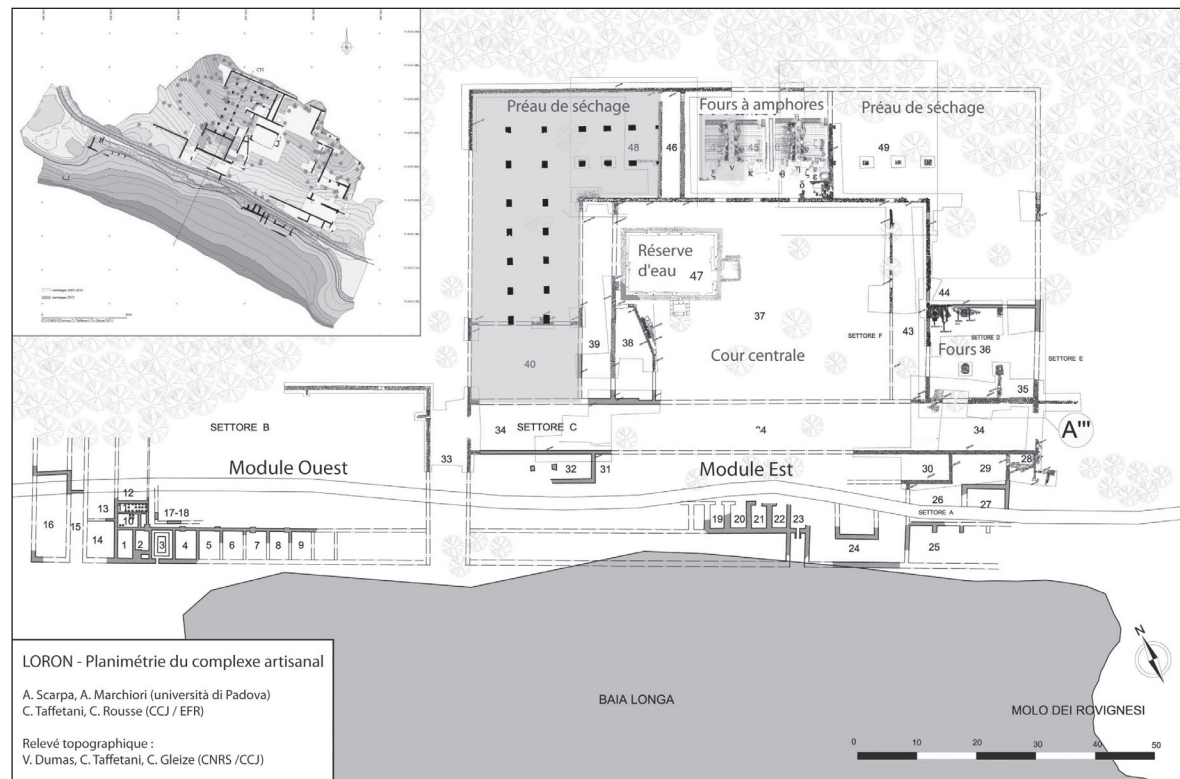 Préau de séchage
Fours à amphores
Préau de séchage
48
46
45
49
ν
κ
θ
η
ζ
ε
δ
Réserve
d'eau
47
44
37
43
39
38
SETTORE F
SETTORE D
Fours
36
SETTORE E
Cour centrale
40
35
SETTORE B
34
SETTORE C
34
A'''
33
Module Ouest
32
31
Module Est
30
29
28
16
15
13
12
17-18
14
10
26
27
SETTORE A
19
20
21
22
23
1
2
3
4
5
6
7
8
9
24
25
LORON - Planimétrie du complexe artisanal
A. Scarpa, A. Marchiori (università di Padova)
C. Taffetani, C. Rousse (CCJ / EFR)
Relevé topographique :
V. Dumas, C. Taffetani, C. Gleize (CNRS /CCJ)
BAIA LONGA
N
MOLO DEI ROVIGNESI
0
10
20
30
40
50